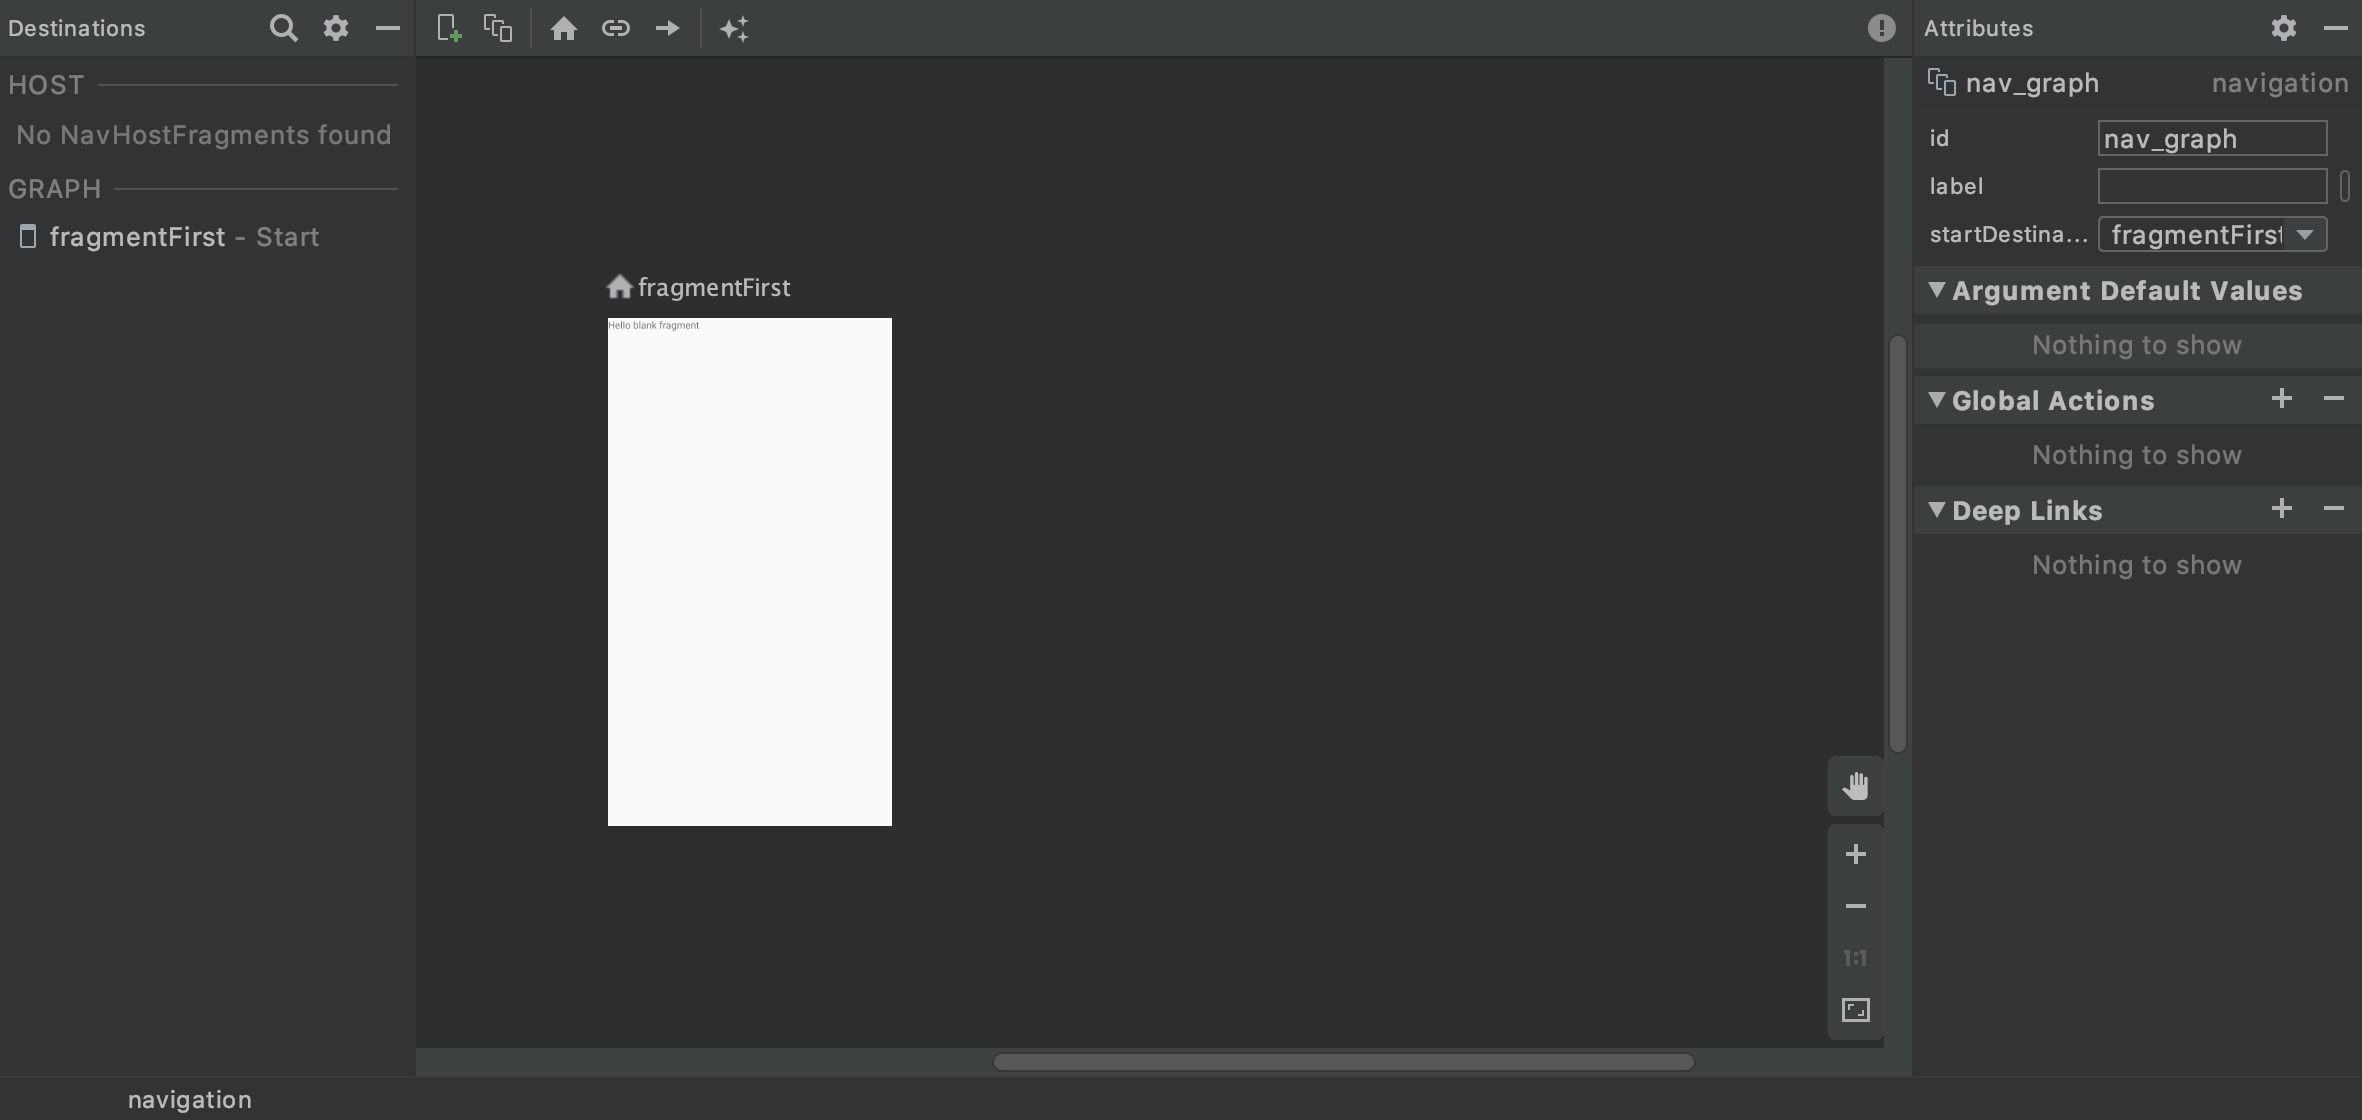 Destinations
HOST
No NavHostFragments found
GRAPH
fragmentFirst - Start
fragmentFirst
Hello blank fragment
1:1
Attributes
nav_graph navigation
id nav_graph
label
startDestina... fragmentFirst
Argument Default Values
Nothing to show
Global Actions
Nothing to show
Deep Links
Nothing to show
navigation